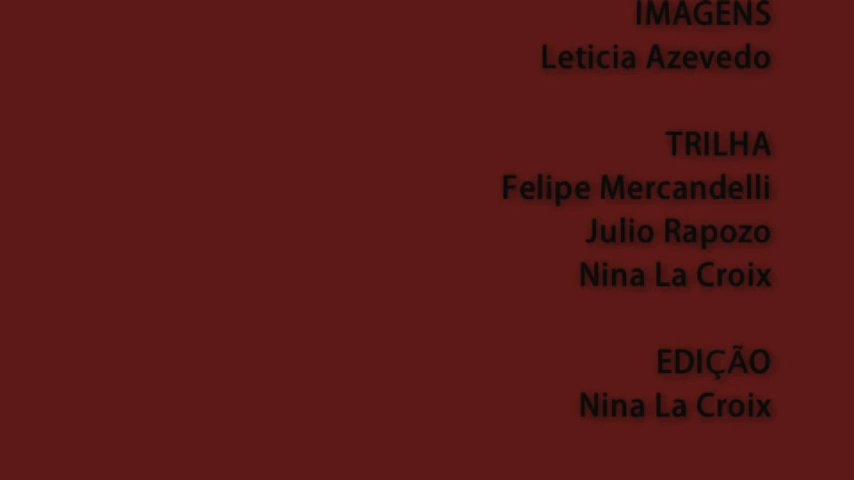 IMAGENS
Leticia Azevedo
TRILHA
Felipe Mercandelli
Julio Rapozo
Nina La Croix
EDIÇÃO
Nina La Croix